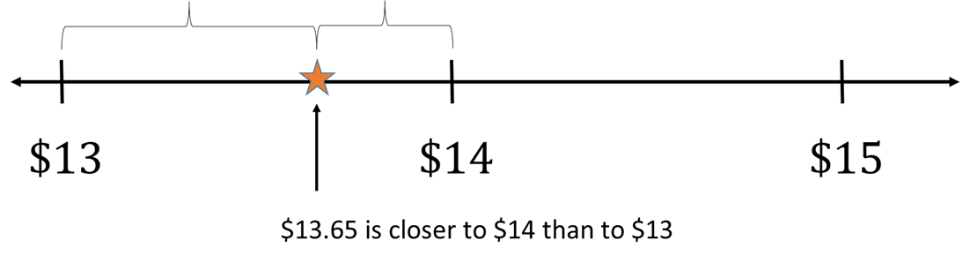 $13 $14 $15
$13.65 is closer to $14 than to $13